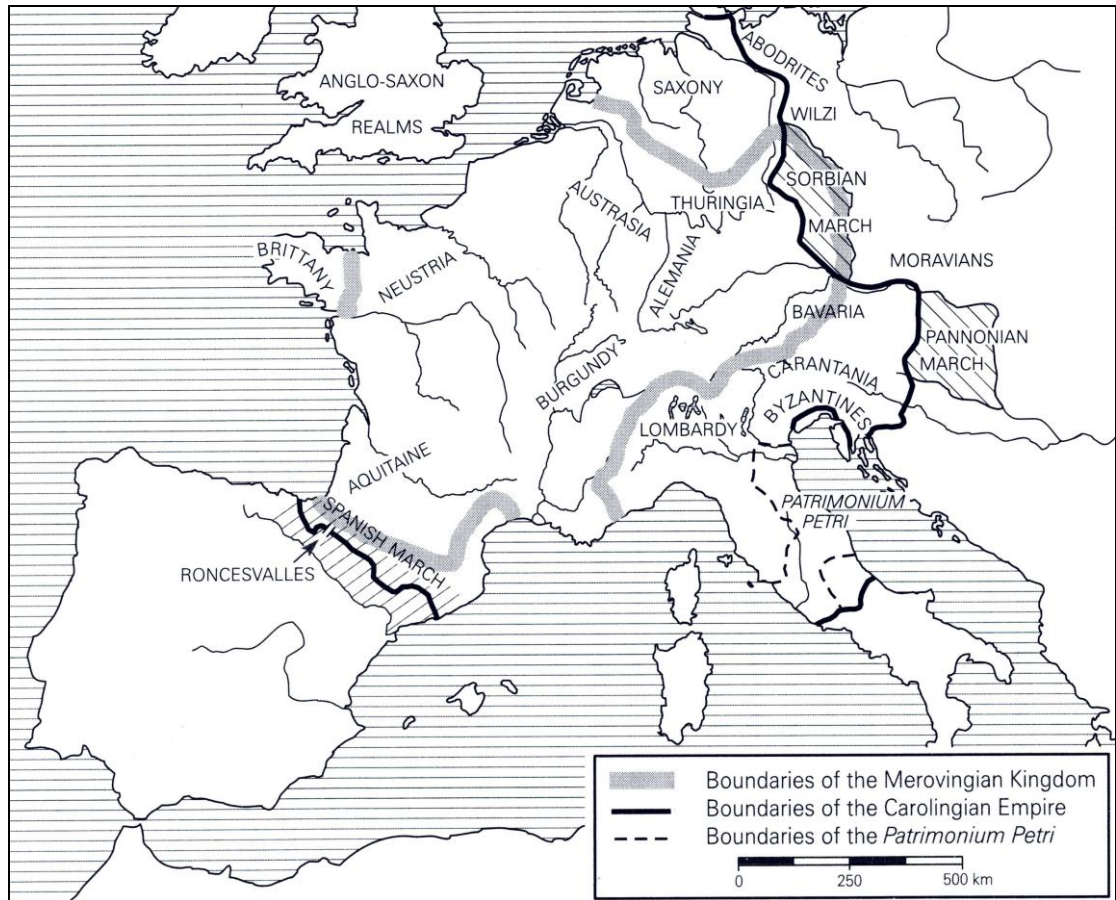 ABODRITES
ANGLO-SAXON
REALMS
SAXONY
WILZI
SORBIAN
MARCH
THURINGIA
AUSTRASIA
ALEMANIA
BRITTANY
NEUSTRIA
MORAVIANS
BAVARIA
PANNONIAN
MARCH
BURGUNDY
CARANTANIA
BYZANTINES
LOMBARDY
AQUITAINE
PATRIMONIUM
PETRI
SPANISH MARCH
RONCESVALLES
Boundaries of the Merovingian Kingdom
Boundaries of the Carolingian Empire
Boundaries of the Patrimonium Petri
0 250 500 km